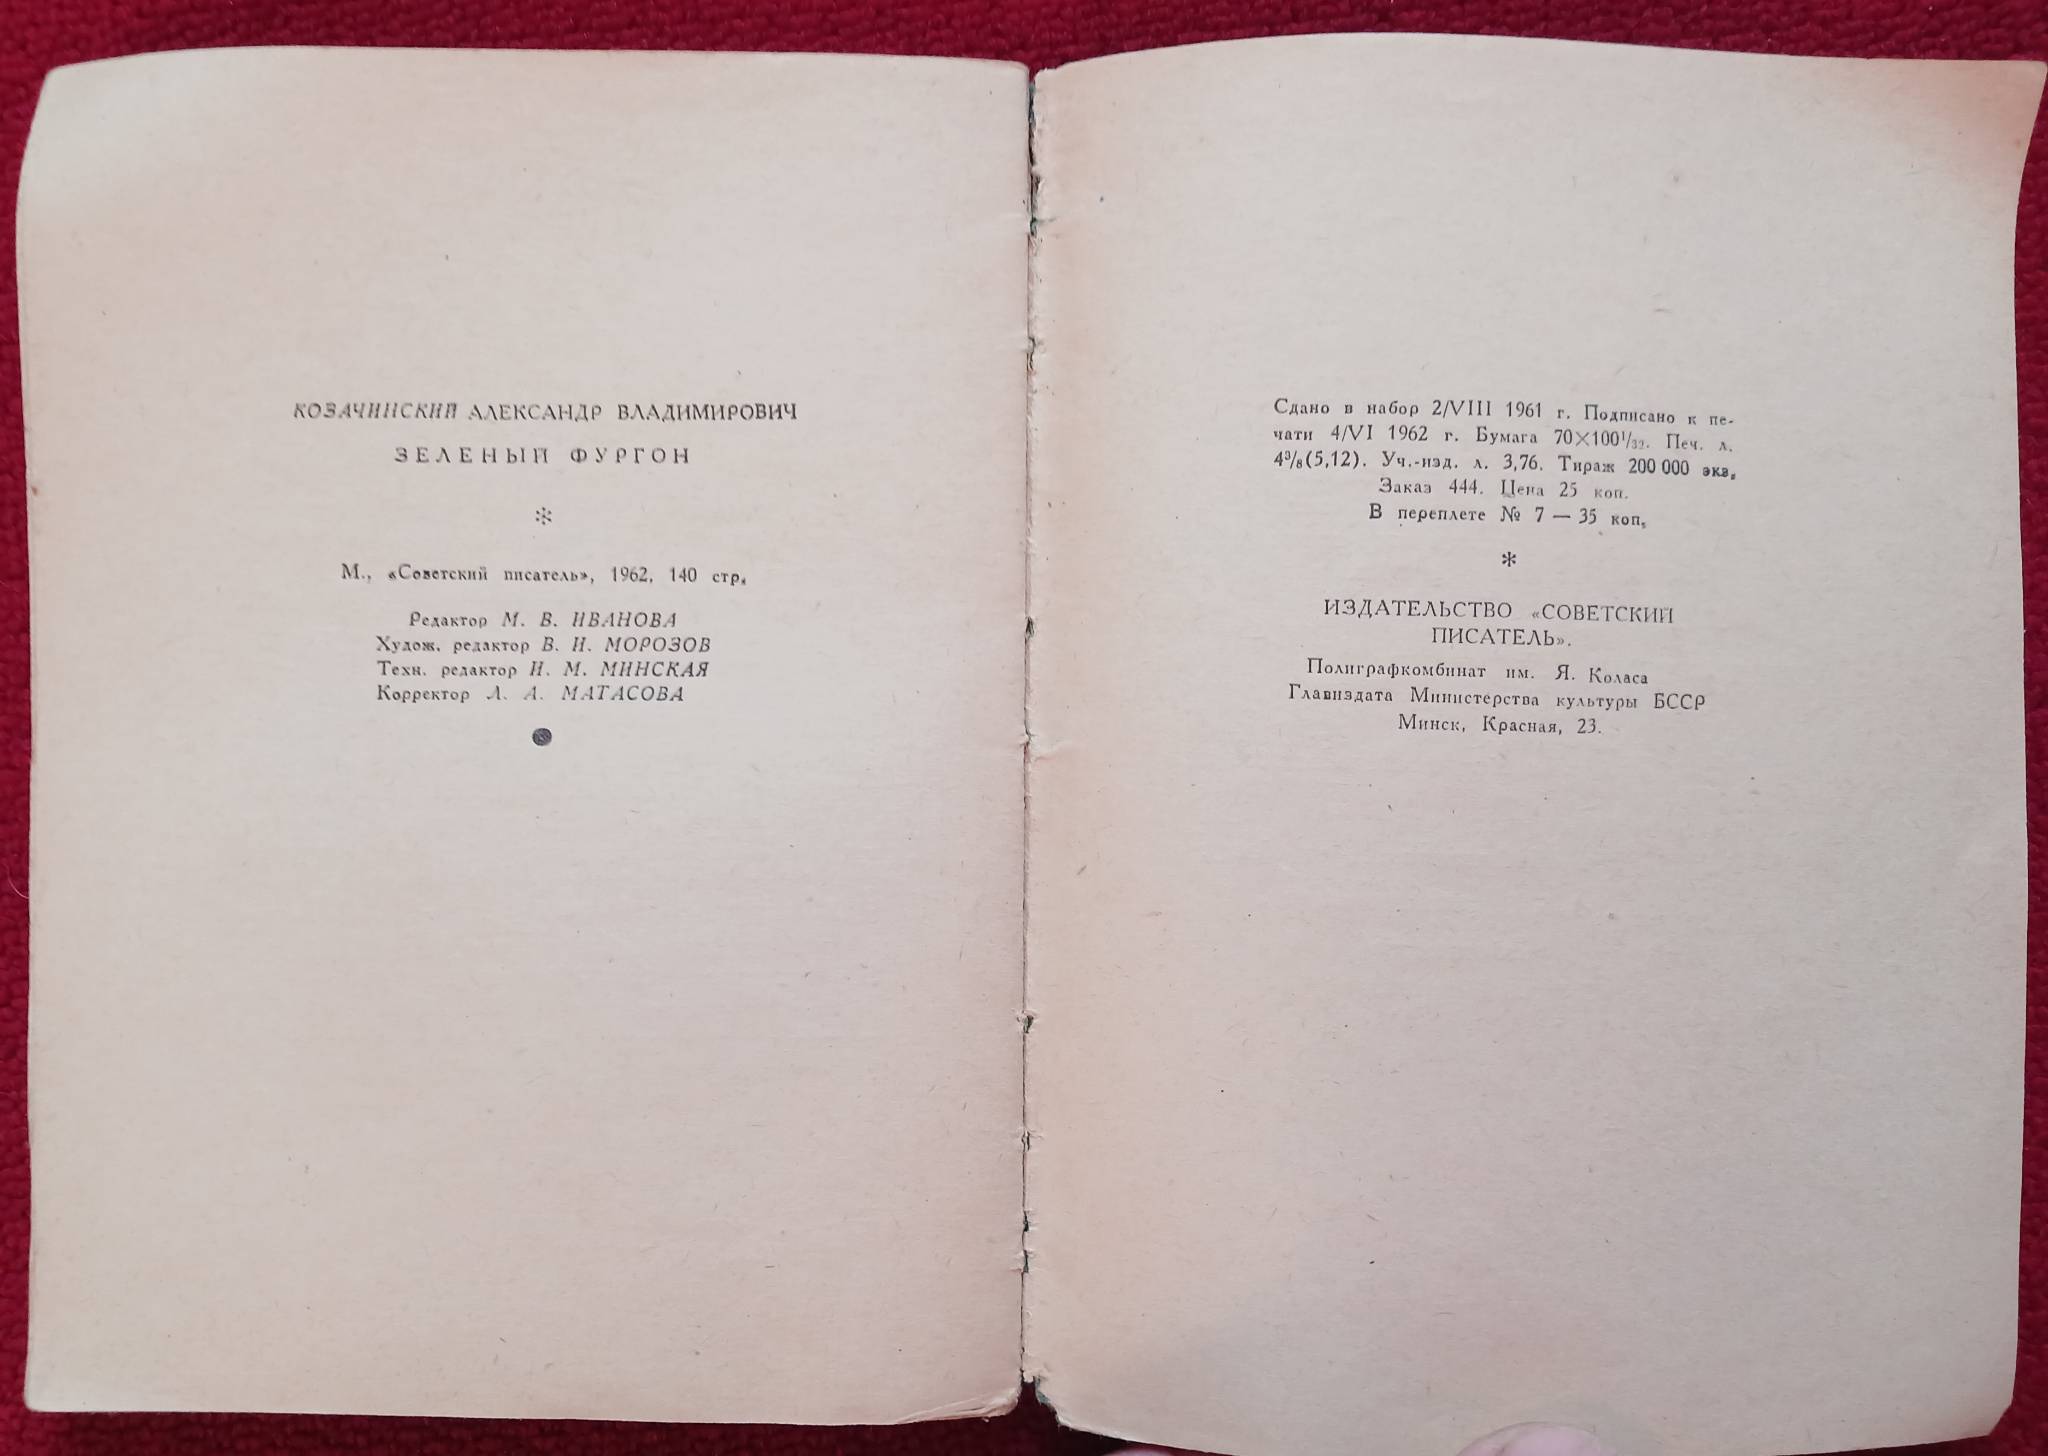 КОЗАЧИНСКИЙ АЛЕКСАНДР ВЛАДИМИРОВИЧ
ЗЕЛЕНЫЙ ФУРГОН
*
М., «Советский писатель», 1962, 140 стр.
Редактор М. В. ИВАНОВА
Худож. редактор В. И. МОРОЗОВ
Техн. редактор И. М. МИНСКАЯ
Корректор Л. А. МАТАСОВА
Сдано в набор 2/VIII 1961 г. Подписано к пе-
чати 4/VI 1962 г. Бумага 70×100¹/₃₂. Печ. л.
4³/₈(5,12). Уч.-изд. л. 3,76. Тираж 200 000 экз.
Заказ 444. Цена 25 коп.
В переплете № 7 — 35 коп.
*
ИЗДАТЕЛЬСТВО «СОВЕТСКИЙ
ПИСАТЕЛЬ».
Полиграфкомбинат им. Я. Коласа
Главиздата Министерства культуры БССР
Минск, Красная, 23.